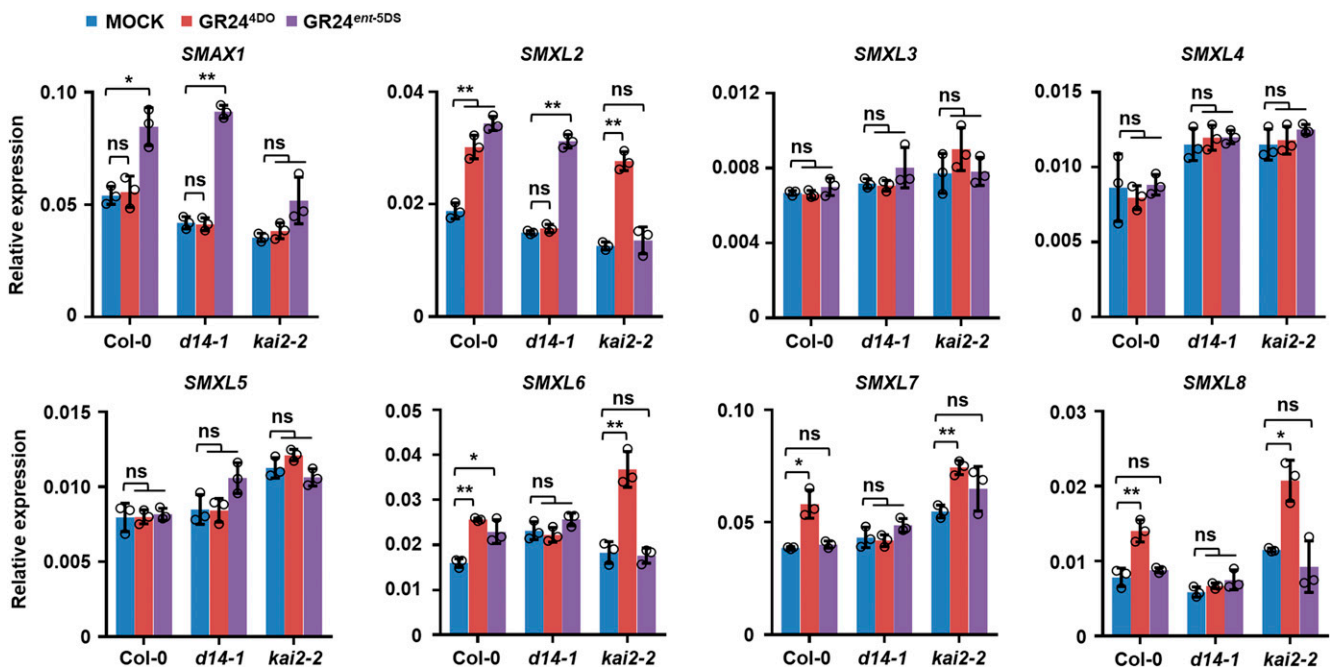 MOCK GR24⁴ᴰᴼ GR24ᵉⁿᵗ⁻⁵ᴰˢ
SMAX1 SMXL2 SMXL3 SMXL4
Relative expression
0.10
0.05
0
* ** ns ns ns
Col-0 d14-1 kai2-2
0.04
0.02
0
** ** ns ns **
Col-0 d14-1 kai2-2
0.012
0.008
0.004
0
ns ns ns
Col-0 d14-1 kai2-2
0.015
0.010
0.005
0
ns ns ns
Col-0 d14-1 kai2-2
SMXL5 SMXL6 SMXL7 SMXL8
Relative expression
0.015
0.010
0.005
0
ns ns ns
Col-0 d14-1 kai2-2
0.05
0.04
0.03
0.02
0.01
0
* ** ns ns **
Col-0 d14-1 kai2-2
0.10
0.05
0
ns * ns ns **
Col-0 d14-1 kai2-2
0.03
0.02
0.01
0
ns ** ns ns *
Col-0 d14-1 kai2-2